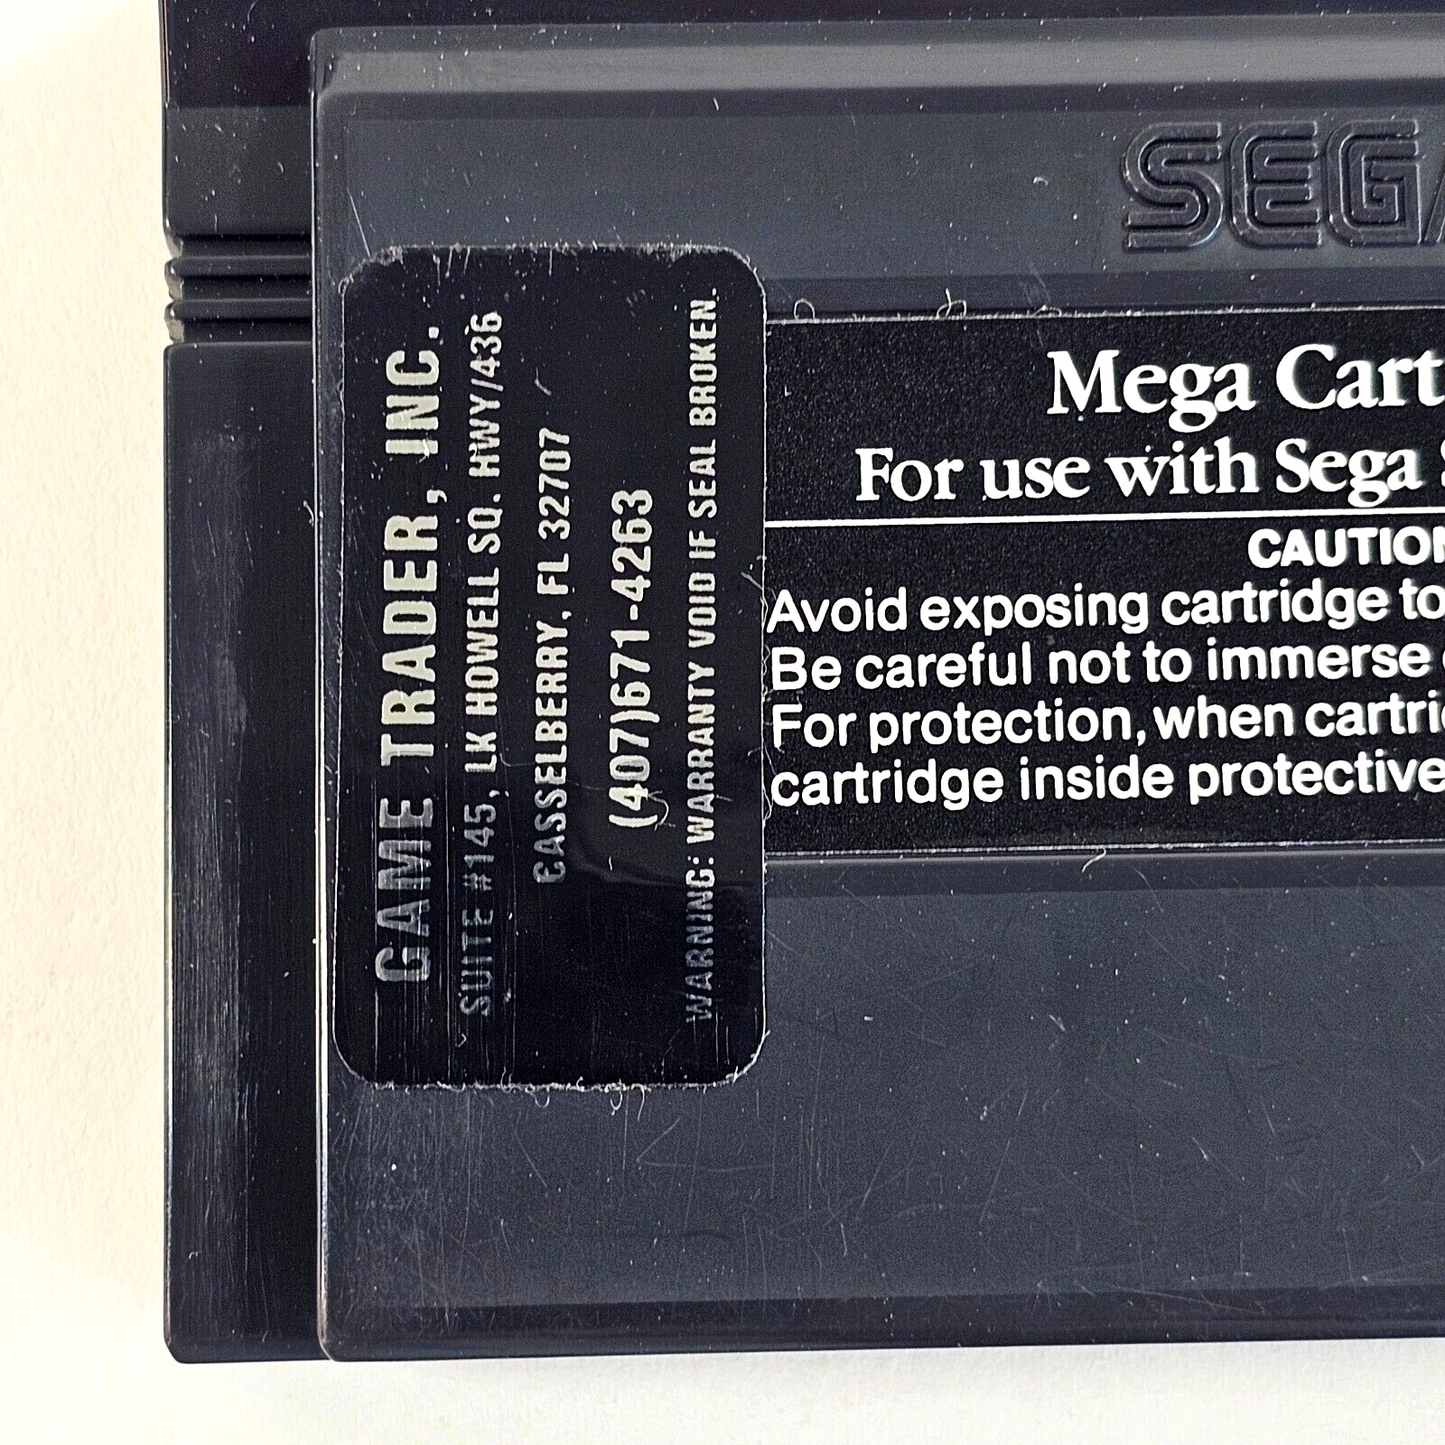 SEGA
GAME TRADER, INC.
SUITE #145, LK HOWELL SQ. HWY/436
CASSELBERRY, FL 32707
(407)671-4263
WARNING: WARRANTY VOID IF SEAL BROKEN.
Mega Cart
For use with Sega
CAUTION
Avoid exposing cartridge to
Be careful not to immerse
For protection, when cartri
cartridge inside protective